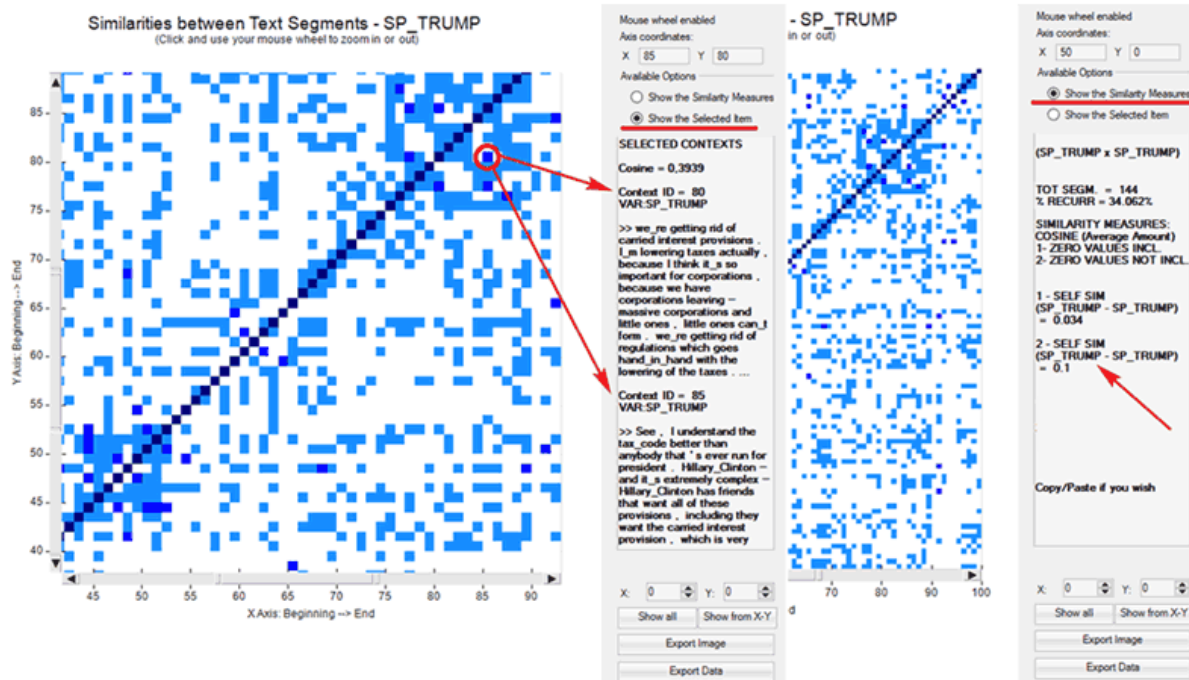 Similarities between Text Segments - SP_TRUMP
(Click and use your mouse wheel to zoom in or out)
85
80
75
70
65
60
55
50
45
40
Y Axis: Beginning --> End
45
50
55
60
65
70
75
80
85
90
X Axis: Beginning --> End
Mouse wheel enabled
Axis coordinates:
X 85 Y 80
Available Options
Show the Similarty Measures
Show the Selected Item
SELECTED CONTEXTS
Cosine = 0,3939
Context ID = 80
VAR:SP_TRUMP
>> we_re getting rid of
carried interest provisions .
I_m lowering taxes actually ,
because I think it_s so
important for corporations ,
because we have
corporations leaving –
massive corporations and
little ones , little ones can_t
form . we_re getting rid of
regulations which goes
hand_in_hand with the
lowering of the taxes . ...
Context ID = 85
VAR:SP_TRUMP
>> See , I understand the
tax_code better than
anybody that ' s ever run for
president . Hillary_Clinton –
and it_s extremely complex –
Hillary_Clinton has friends
that want all of these
provisions , including they
want the carried interest
provision , which is very
X: 0 Y: 0
Show all Show from X-Y
Export Image
Export Data
- SP_TRUMP
in or out)
70
80
90
100
d
Mouse wheel enabled
Axis coordinates:
X 50 Y 0
Available Options
Show the Similarty Measures
Show the Selected Item
(SP_TRUMP x SP_TRUMP)
TOT SEGM. = 144
% RECURR = 34.062%
SIMILARITY MEASURES:
COSINE (Average Amount)
1- ZERO VALUES INCL.
2- ZERO VALUES NOT INCL.
1 - SELF SIM
(SP_TRUMP - SP_TRUMP)
= 0.034
2 - SELF SIM
(SP_TRUMP - SP_TRUMP)
= 0.1
Copy/Paste if you wish
X: 0 Y: 0
Show all Show from X-Y
Export Image
Export Data